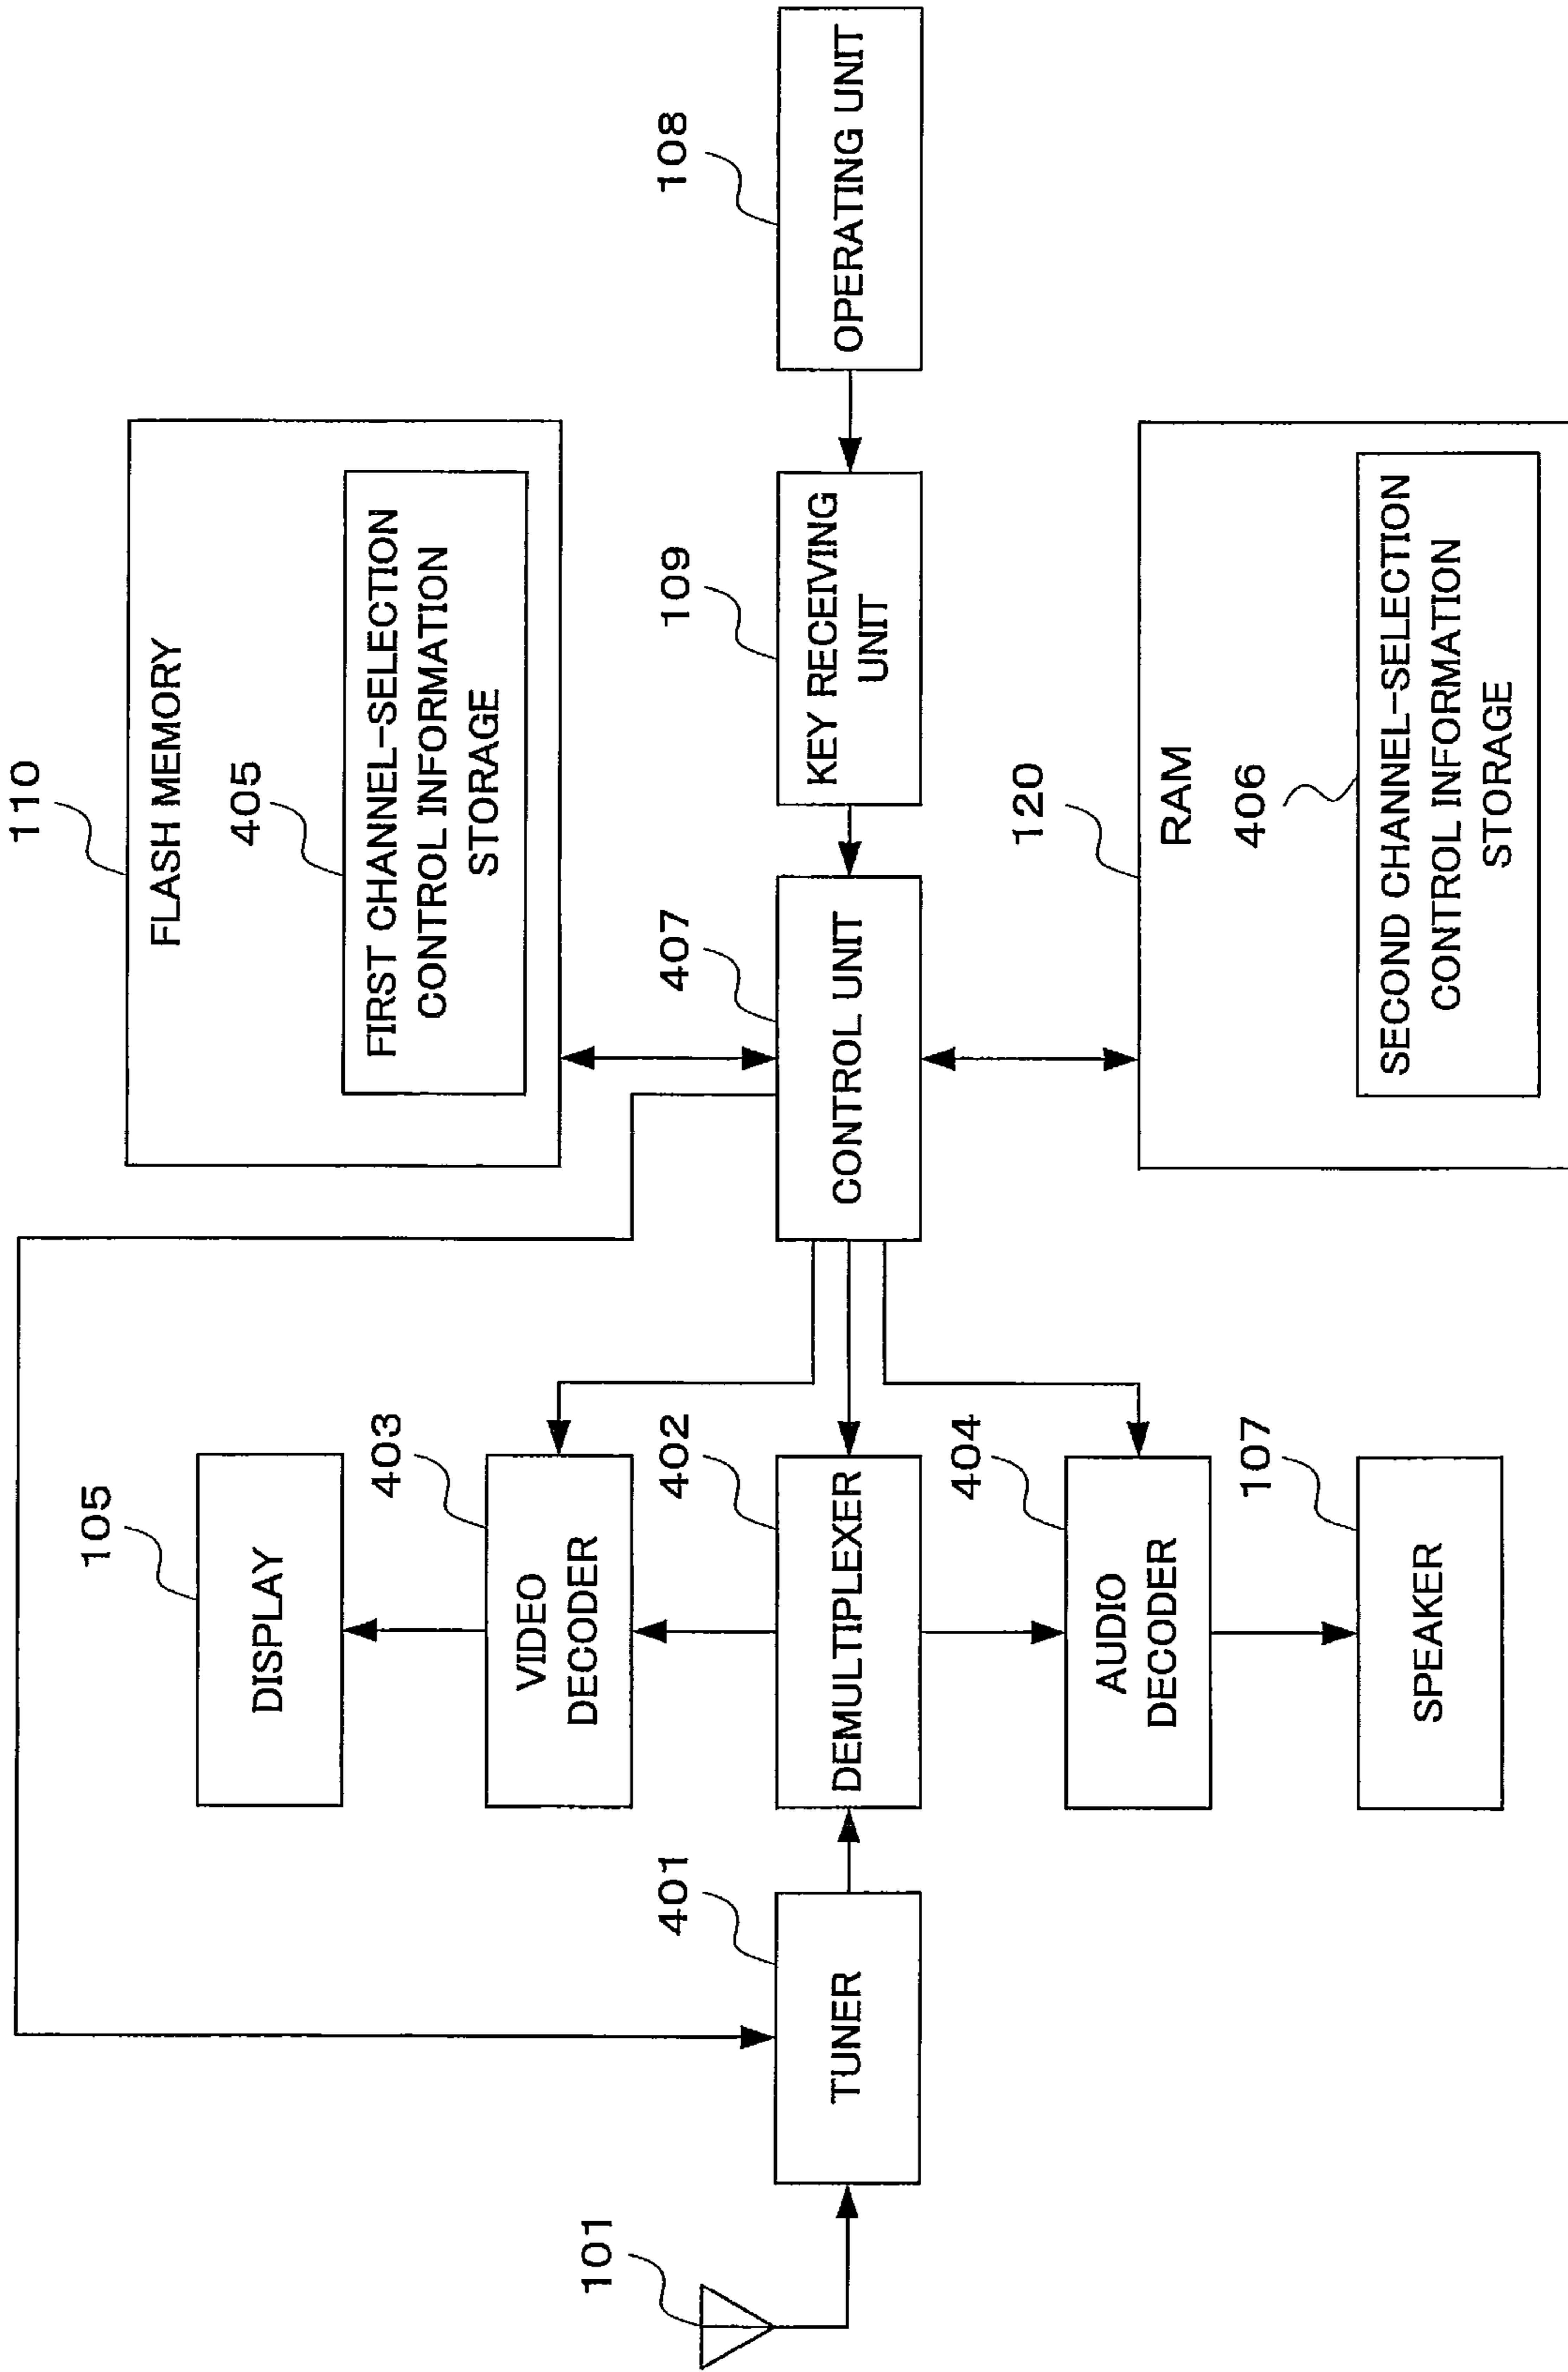 110
FLASH MEMORY
405
FIRST CHANNEL-SELECTION
CONTROL INFORMATION
STORAGE
105
DISPLAY
403
VIDEO
DECODER
101
401
TUNER
402
DEMULTIPLEXER
407
CONTROL UNIT
109
KEY RECEIVING
UNIT
108
OPERATING UNIT
404
AUDIO
DECODER
107
SPEAKER
120
RAM
406
SECOND CHANNEL-SELECTION
CONTROL INFORMATION
STORAGE